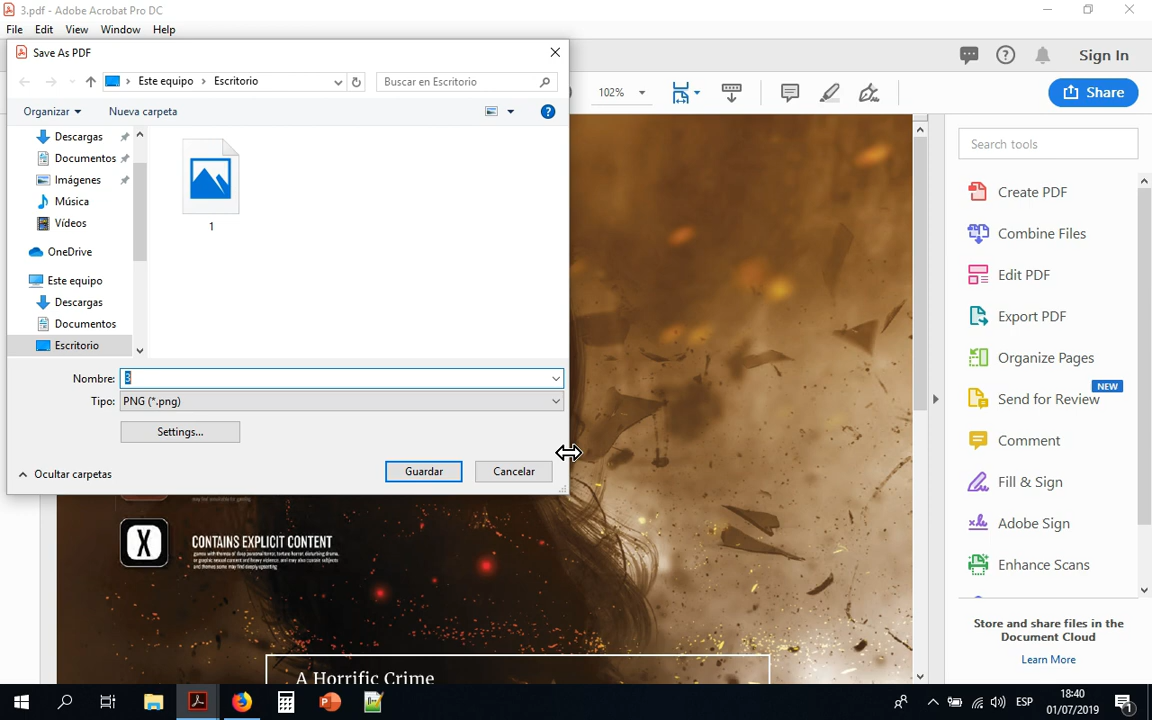 3.pdf - Adobe Acrobat Pro DC
File Edit View Window Help
Save As PDF
Sign In
Este equipo Escritorio
Buscar en Escritorio
102%
Share
Organizar
Nueva carpeta
Descargas
Documentos
Imágenes
Música
Vídeos
OneDrive
Este equipo
Descargas
Documentos
Escritorio
1
Nombre: 3
Tipo: PNG (*.png)
Settings...
Ocultar carpetas
Guardar
Cancelar
Search tools
Create PDF
Combine Files
Edit PDF
Export PDF
Organize Pages
NEW
Send for Review
Comment
Fill & Sign
Adobe Sign
Enhance Scans
Store and share files in the
Document Cloud
Learn More
X
CONTAINS EXPLICIT CONTENT
A Horrific Crime
ESP
18:40
01/07/2019
1